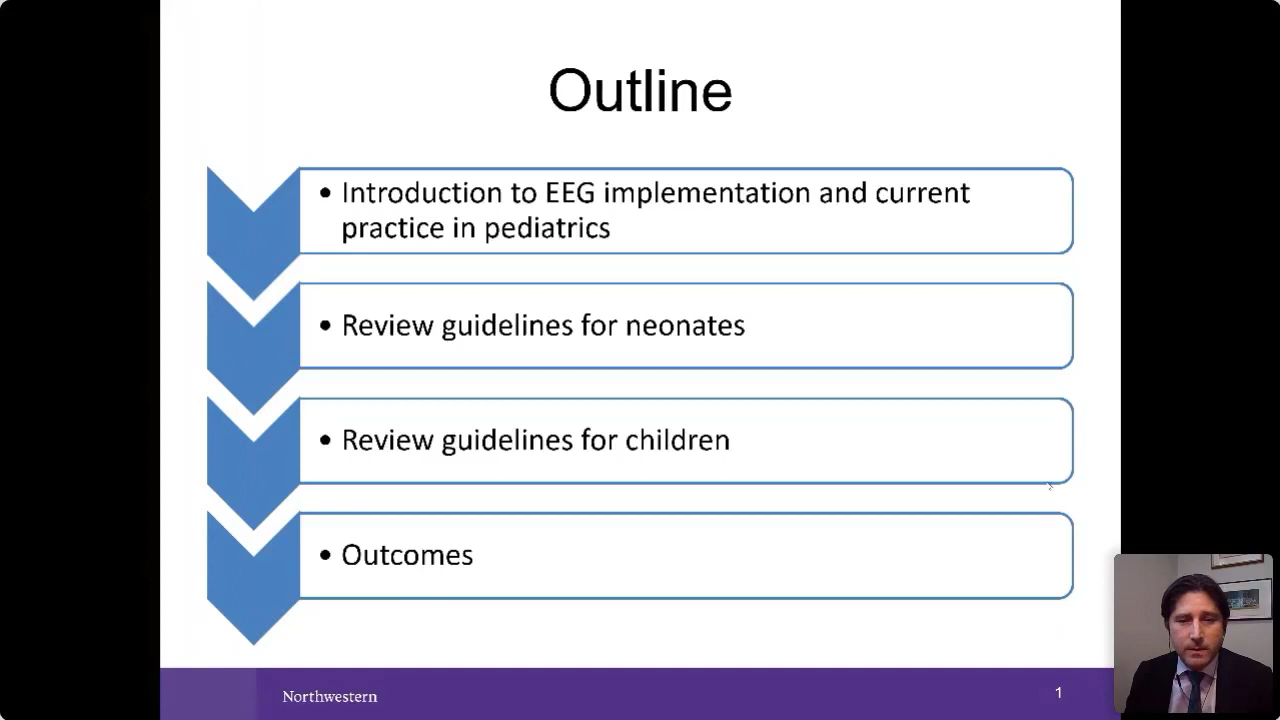 Outline
• Introduction to EEG implementation and current
practice in pediatrics
• Review guidelines for neonates
• Review guidelines for children
• Outcomes
Northwestern
1